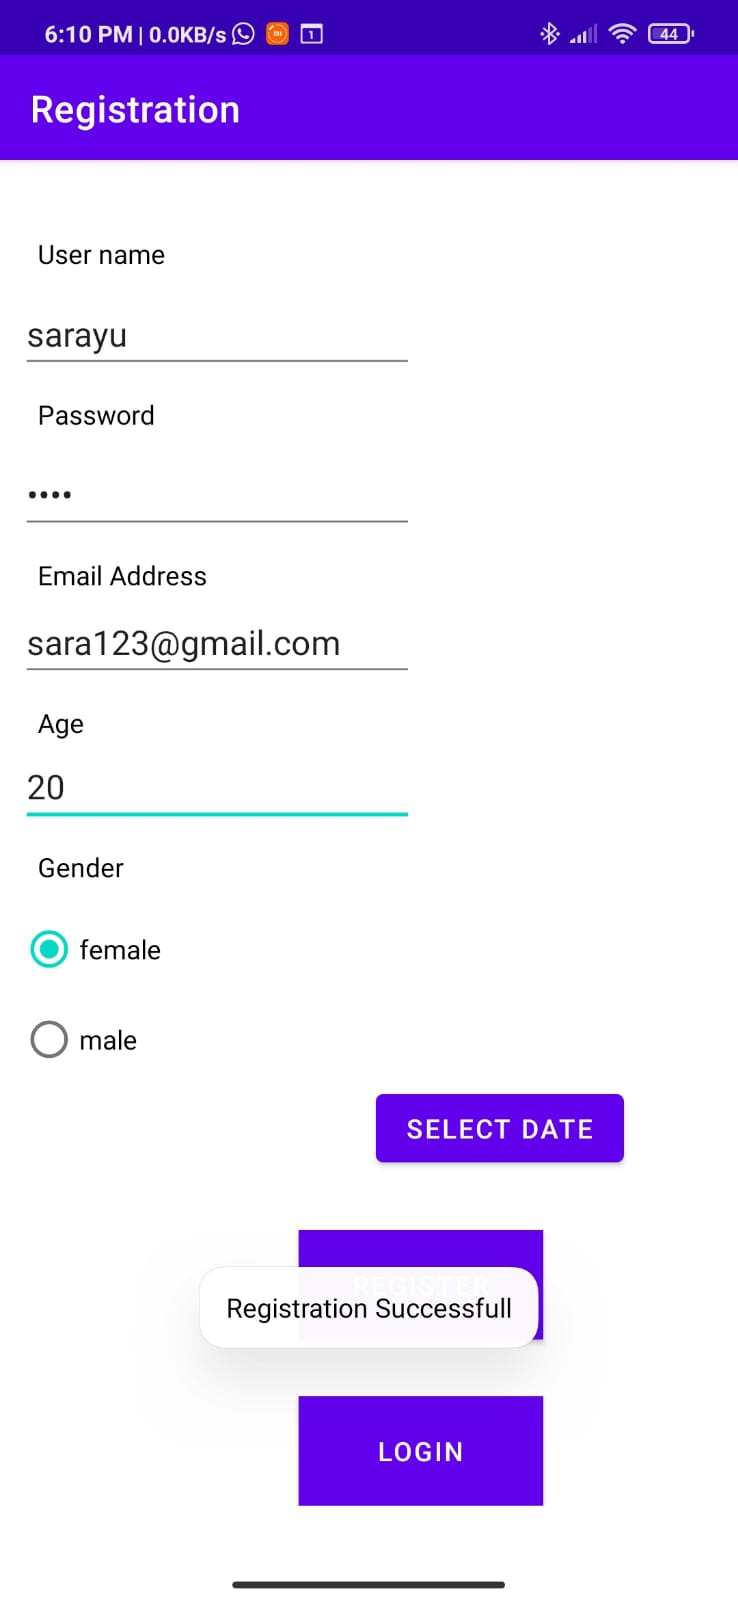 6:10 PM | 0.0KB/s 1 44
Registration
User name
sarayu
Password
••••
Email Address
sara123@gmail.com
Age
20
Gender
female
male
SELECT DATE
REGISTER
Registration Successfull
LOGIN